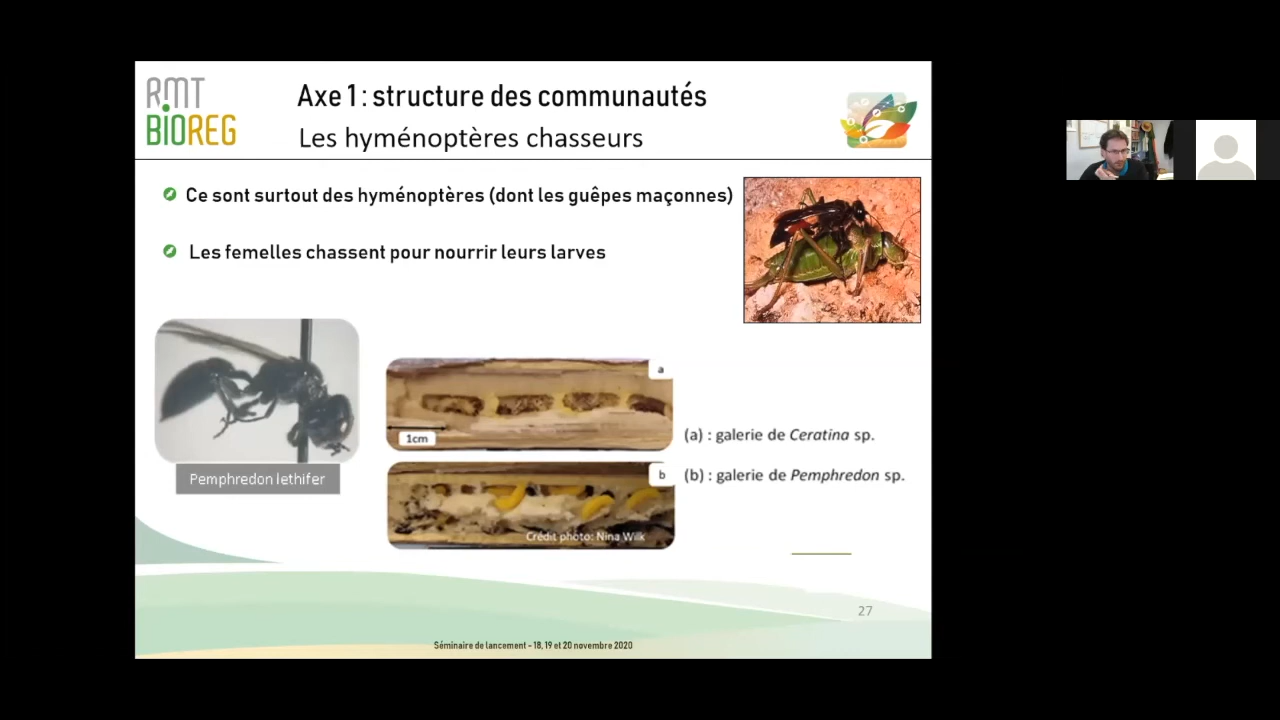 RMT
BIOREG
Axe 1 : structure des communautés
Les hyménoptères chasseurs
Ce sont surtout des hyménoptères (dont les guêpes maçonnes)
Les femelles chassent pour nourrir leurs larves
Pemphredon lethifer
a
1cm
b
Crédit photo: Nina Wilk
(a) : galerie de Ceratina sp.
(b) : galerie de Pemphredon sp.
27
Séminaire de lancement - 18, 19 et 20 novembre 2020